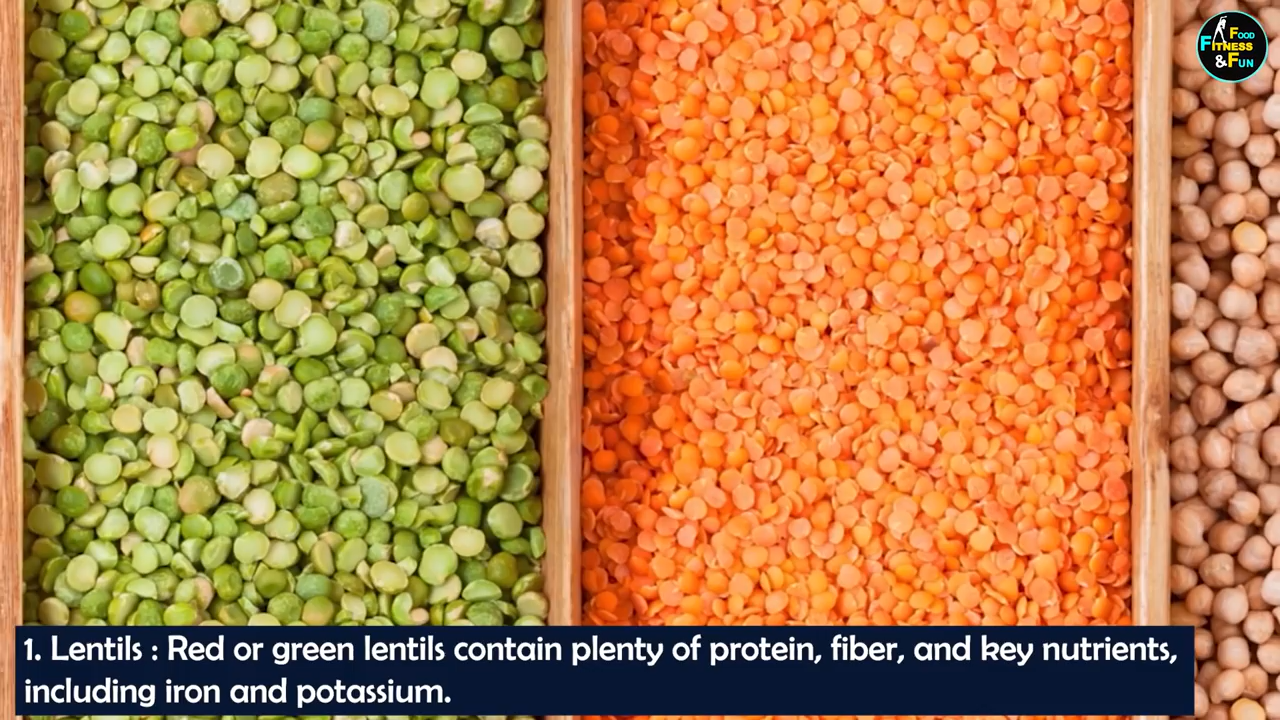 Food
Fitness
&Fun
1. Lentils : Red or green lentils contain plenty of protein, fiber, and key nutrients,
including iron and potassium.